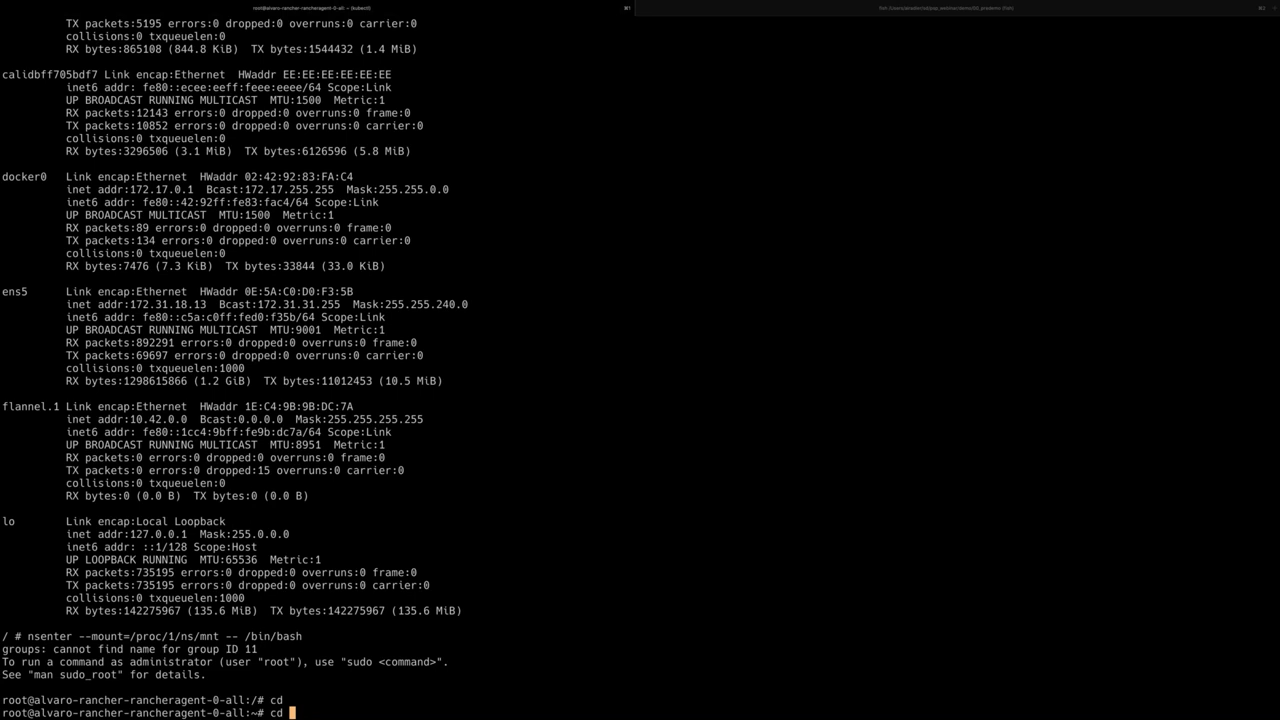 root@alvaro-rancher-rancheragent-0-all: ~ (kubectl)
⌘1
⌘2
TX packets:5195 errors:0 dropped:0 overruns:0 carrier:0
collisions:0 txqueuelen:0
RX bytes:865108 (844.8 KiB)  TX bytes:1544432 (1.4 MiB)
calidbff705bdf7 Link encap:Ethernet  HWaddr EE:EE:EE:EE:EE:EE
inet6 addr: fe80::ecee:eeff:feee:eeee/64 Scope:Link
UP BROADCAST RUNNING MULTICAST  MTU:1500  Metric:1
RX packets:12143 errors:0 dropped:0 overruns:0 frame:0
TX packets:10852 errors:0 dropped:0 overruns:0 carrier:0
collisions:0 txqueuelen:0
RX bytes:3296506 (3.1 MiB)  TX bytes:6126596 (5.8 MiB)
docker0   Link encap:Ethernet  HWaddr 02:42:92:83:FA:C4
inet addr:172.17.0.1  Bcast:172.17.255.255  Mask:255.255.0.0
inet6 addr: fe80::42:92ff:fe83:fac4/64 Scope:Link
UP BROADCAST MULTICAST  MTU:1500  Metric:1
RX packets:89 errors:0 dropped:0 overruns:0 frame:0
TX packets:134 errors:0 dropped:0 overruns:0 carrier:0
collisions:0 txqueuelen:0
RX bytes:7476 (7.3 KiB)  TX bytes:33844 (33.0 KiB)
ens5      Link encap:Ethernet  HWaddr 0E:5A:C0:D0:F3:5B
inet addr:172.31.18.13  Bcast:172.31.31.255  Mask:255.255.240.0
inet6 addr: fe80::c5a:c0ff:fed0:f35b/64 Scope:Link
UP BROADCAST RUNNING MULTICAST  MTU:9001  Metric:1
RX packets:892291 errors:0 dropped:0 overruns:0 frame:0
TX packets:69697 errors:0 dropped:0 overruns:0 carrier:0
collisions:0 txqueuelen:1000
RX bytes:1298615866 (1.2 GiB)  TX bytes:11012453 (10.5 MiB)
flannel.1 Link encap:Ethernet  HWaddr 1E:C4:9B:9B:DC:7A
inet addr:10.42.0.0  Bcast:0.0.0.0  Mask:255.255.255.255
inet6 addr: fe80::1cc4:9bff:fe9b:dc7a/64 Scope:Link
UP BROADCAST RUNNING MULTICAST  MTU:8951  Metric:1
RX packets:0 errors:0 dropped:0 overruns:0 frame:0
TX packets:0 errors:0 dropped:15 overruns:0 carrier:0
collisions:0 txqueuelen:0
RX bytes:0 (0.0 B)  TX bytes:0 (0.0 B)
lo        Link encap:Local Loopback
inet addr:127.0.0.1  Mask:255.0.0.0
inet6 addr: ::1/128 Scope:Host
UP LOOPBACK RUNNING  MTU:65536  Metric:1
RX packets:735195 errors:0 dropped:0 overruns:0 frame:0
TX packets:735195 errors:0 dropped:0 overruns:0 carrier:0
collisions:0 txqueuelen:1000
RX bytes:142275967 (135.6 MiB)  TX bytes:142275967 (135.6 MiB)
/ # nsenter --mount=/proc/1/ns/mnt -- /bin/bash
groups: cannot find name for group ID 11
To run a command as administrator (user "root"), use "sudo <command>".
See "man sudo_root" for details.
root@alvaro-rancher-rancheragent-0-all:/# cd
root@alvaro-rancher-rancheragent-0-all:~# cd